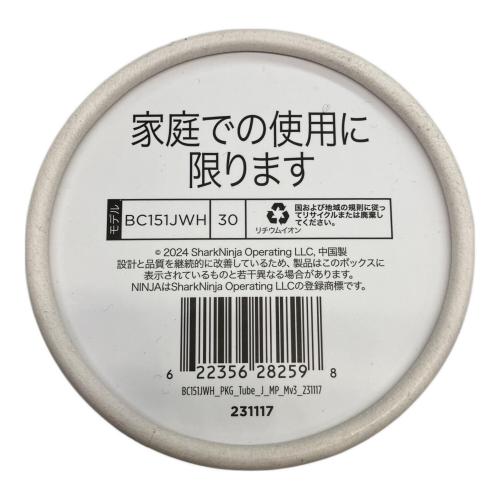 家庭での使用に
限ります
モデル BC151JWH 30 国および地域の規則に従っ
てリサイクルまたは廃棄し
てください。
リチウムイオン
© 2024 SharkNinja Operating LLC, 中国製
設計と品質を継続的に改善しているため、製品はこのボックスに
表示されているものと若干異なる場合があります。
NINJAはSharkNinja Operating LLCの登録商標です。
6 22356 28259 8
BC151JWH_PKG_Tube_J_MP_Mv3_231117
231117